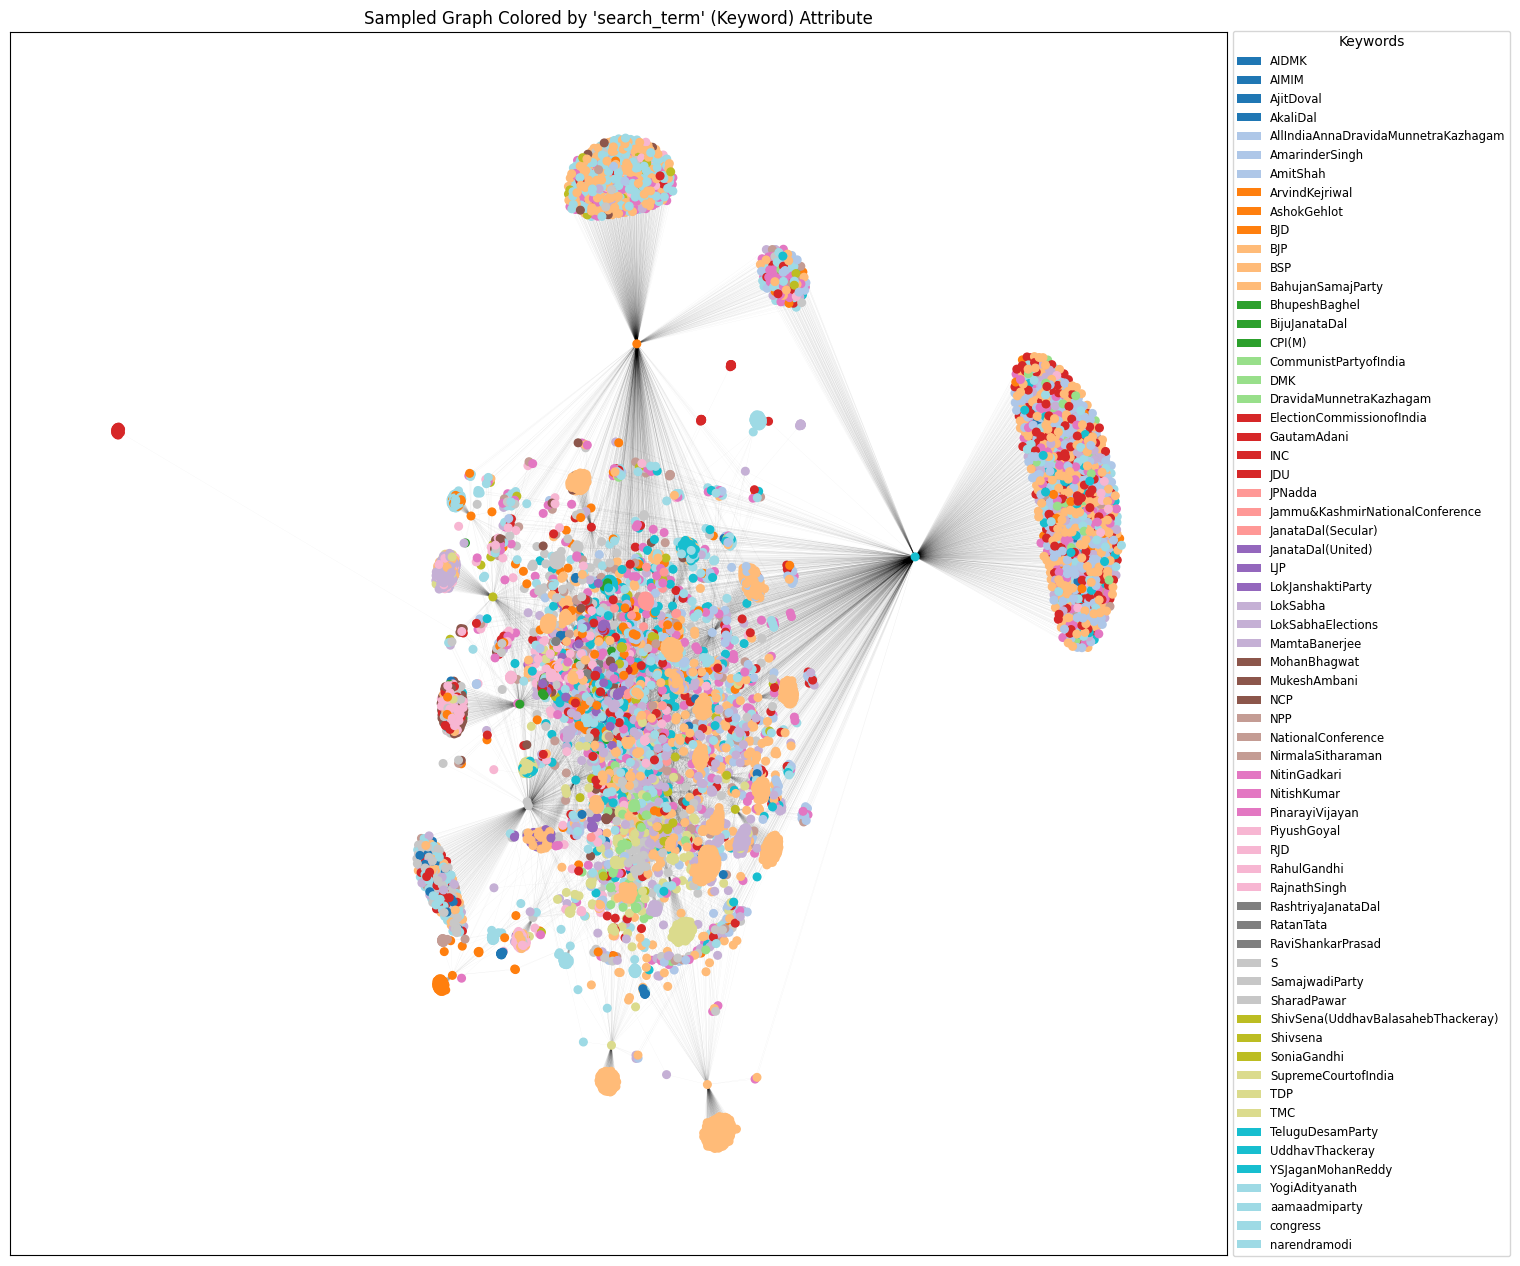 Sampled Graph Colored by 'search_term' (Keyword) Attribute
Keywords
AIDMK
AIMIM
AjitDoval
AkaliDal
AllIndiaAnnaDravidaMunnetraKazhagam
AmarinderSingh
AmitShah
ArvindKejriwal
AshokGehlot
BJD
BJP
BSP
BahujanSamajParty
BhupeshBaghel
BijuJanataDal
CPI(M)
CommunistPartyofIndia
DMK
DravidaMunnetraKazhagam
ElectionCommissionofIndia
GautamAdani
INC
JDU
JPNadda
Jammu&KashmirNationalConference
JanataDal(Secular)
JanataDal(United)
LJP
LokJanshaktiParty
LokSabha
LokSabhaElections
MamtaBanerjee
MohanBhagwat
MukeshAmbani
NCP
NPP
NationalConference
NirmalaSitharaman
NitinGadkari
NitishKumar
PinarayiVijayan
PiyushGoyal
RJD
RahulGandhi
RajnathSingh
RashtriyaJanataDal
RatanTata
RaviShankarPrasad
S
SamajwadiParty
SharadPawar
ShivSena(UddhavBalasahebThackeray)
Shivsena
SoniaGandhi
SupremeCourtofIndia
TDP
TMC
TeluguDesamParty
UddhavThackeray
YSJaganMohanReddy
YogiAdityanath
aamaadmiparty
congress
narendramodi